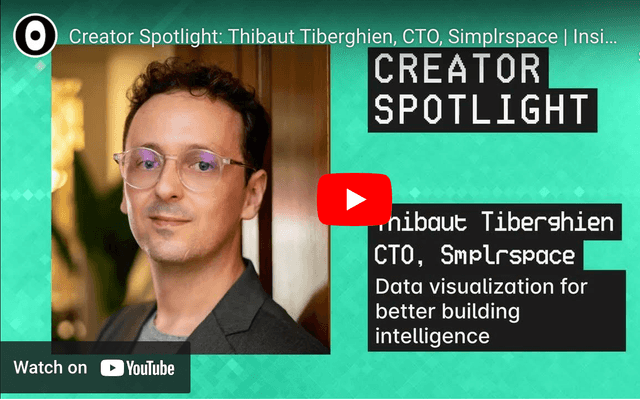 Creator Spotlight: Thibaut Tiberghien, CTO, Simplrspace | Insi...
CREATOR
SPOTLIGHT
Thibaut Tiberghien
CTO, Smplrspace
Data visualization for
better building
intelligence
Watch on YouTube